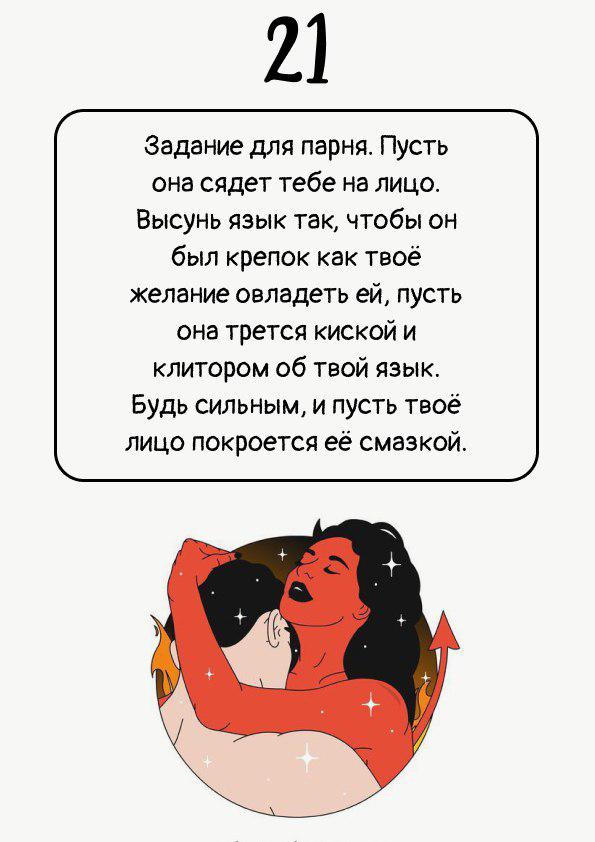 21
Задание для парня. Пусть
она сядет тебе на лицо.
Высунь язык так, чтобы он
был крепок как твоё
желание овладеть ей, пусть
она трется киской и
клитором об твой язык.
Будь сильным, и пусть твоё
лицо покроется её смазкой.